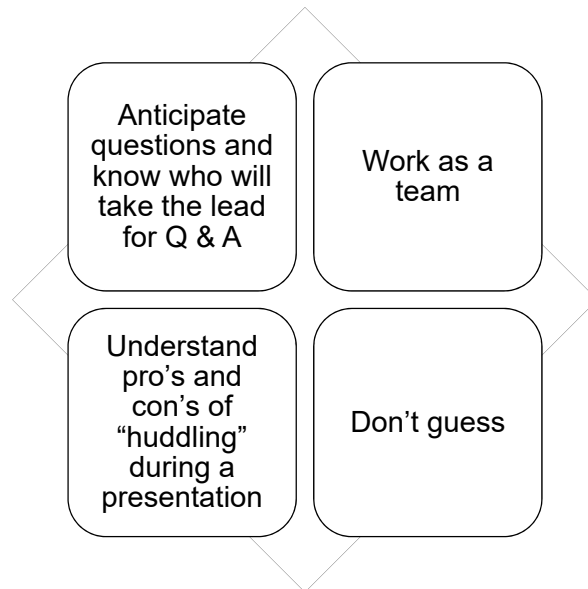 Anticipate
questions and
know who will
take the lead
for Q & A
Work as a
team
Understand
pro’s and
con’s of
“huddling”
during a
presentation
Don’t guess